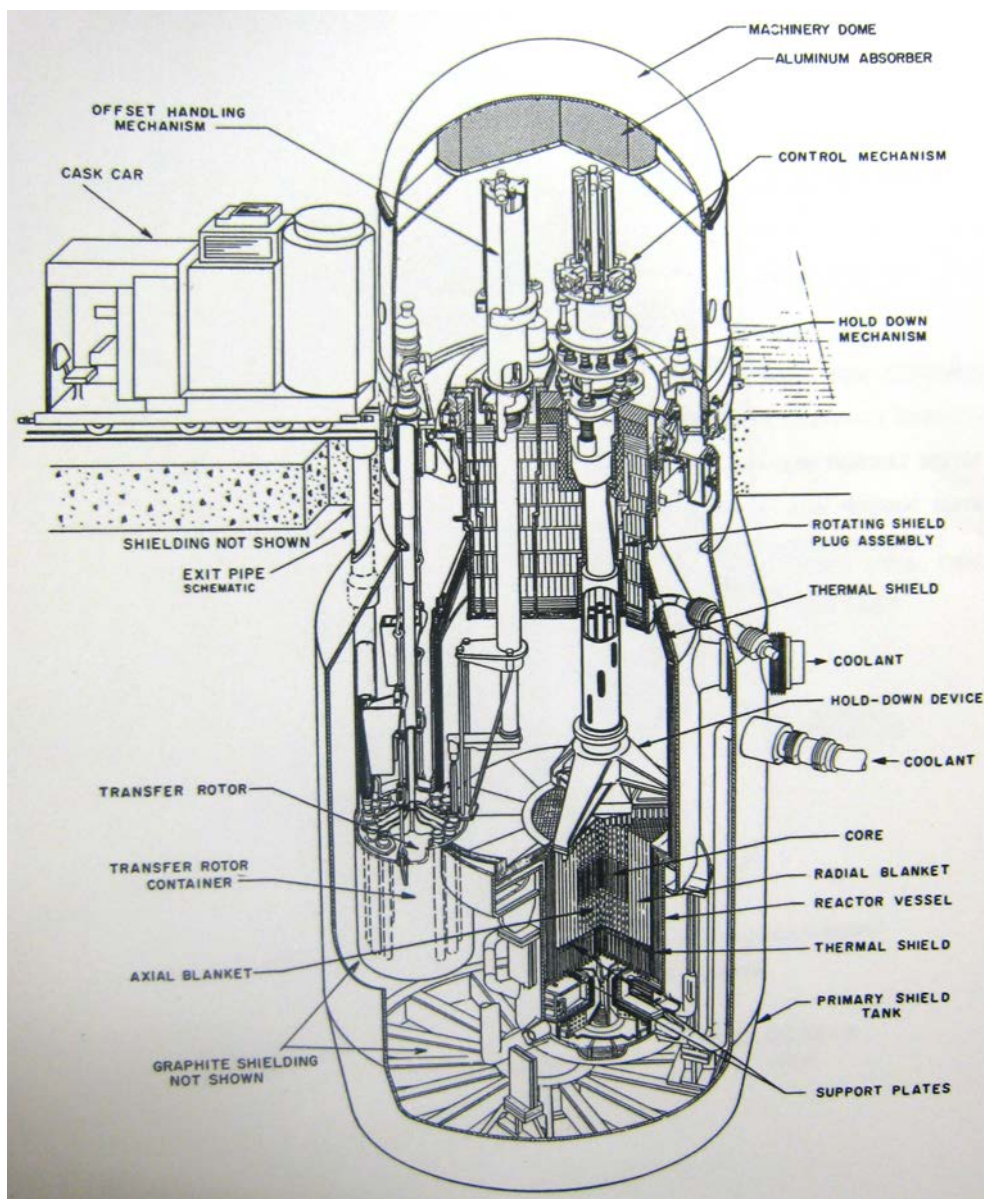 MACHINERY DOME
ALUMINUM ABSORBER
OFFSET HANDLING
MECHANISM
CONTROL MECHANISM
CASK CAR
HOLD DOWN
MECHANISM
ROTATING SHIELD
PLUG ASSEMBLY
SHIELDING NOT SHOWN
EXIT PIPE
SCHEMATIC
THERMAL SHIELD
COOLANT
HOLD-DOWN DEVICE
COOLANT
TRANSFER ROTOR
CORE
TRANSFER ROTOR
CONTAINER
RADIAL BLANKET
REACTOR VESSEL
THERMAL SHIELD
AXIAL BLANKET
PRIMARY SHIELD
TANK
GRAPHITE SHIELDING
NOT SHOWN
SUPPORT PLATES